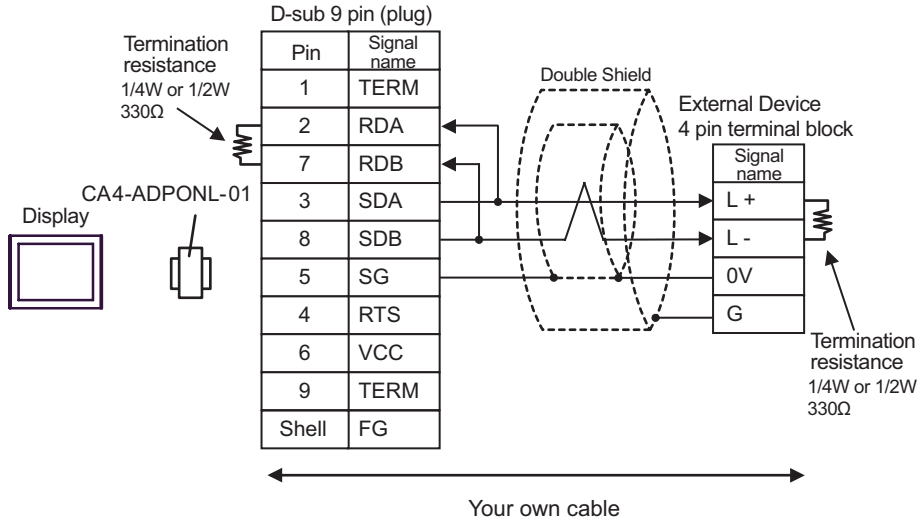 D-sub 9 pin (plug)
Termination
resistance
1/4W or 1/2W
330Ω
Pin Signal name
1 TERM
2 RDA
7 RDB
3 SDA
8 SDB
5 SG
4 RTS
6 VCC
9 TERM
Shell FG
CA4-ADPONL-01
Display
Double Shield
External Device
4 pin terminal block
Signal
name
L +
L -
0V
G
Termination
resistance
1/4W or 1/2W
330Ω
Your own cable